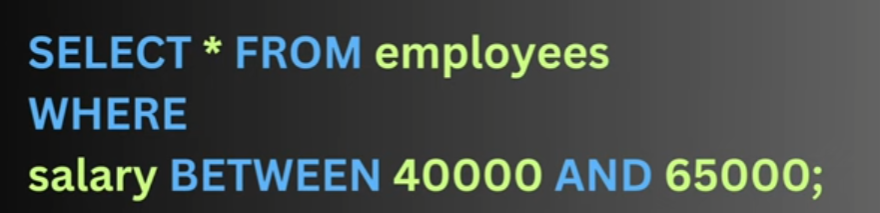 SELECT * FROM employees
WHERE
salary BETWEEN 40000 AND 65000;